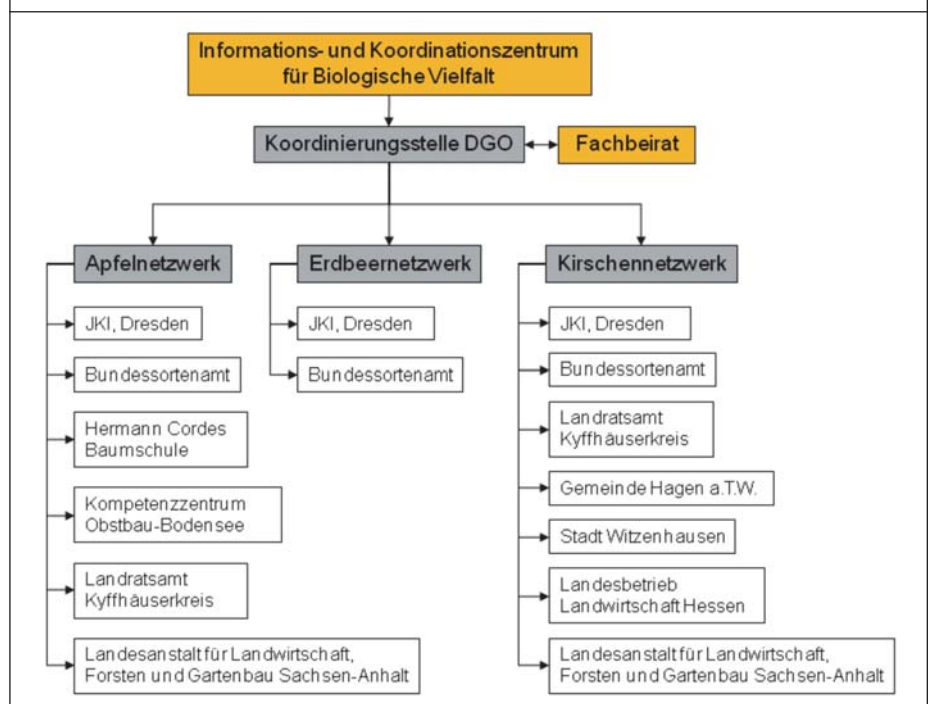 Informations- und Koordinationszentrum
für Biologische Vielfalt
Koordinierungsstelle DGO
Fachbeirat
Apfelnetzwerk
JKI, Dresden
Bundessortenamt
Hermann Cordes
Baumschule
Kompetenzzentrum
Obstbau-Bodensee
Landratsamt
Kyffhäuserkreis
Landesanstalt für Landwirtschaft,
Forsten und Gartenbau Sachsen-Anhalt
Erdbeernetzwerk
JKI, Dresden
Bundessortenamt
Kirschennetzwerk
JKI, Dresden
Bundessortenamt
Landratsamt
Kyffhäuserkreis
Gemeinde Hagen a.T.W.
Stadt Witzenhausen
Landesbetrieb
Landwirtschaft Hessen
Landesanstalt für Landwirtschaft,
Forsten und Gartenbau Sachsen-Anhalt